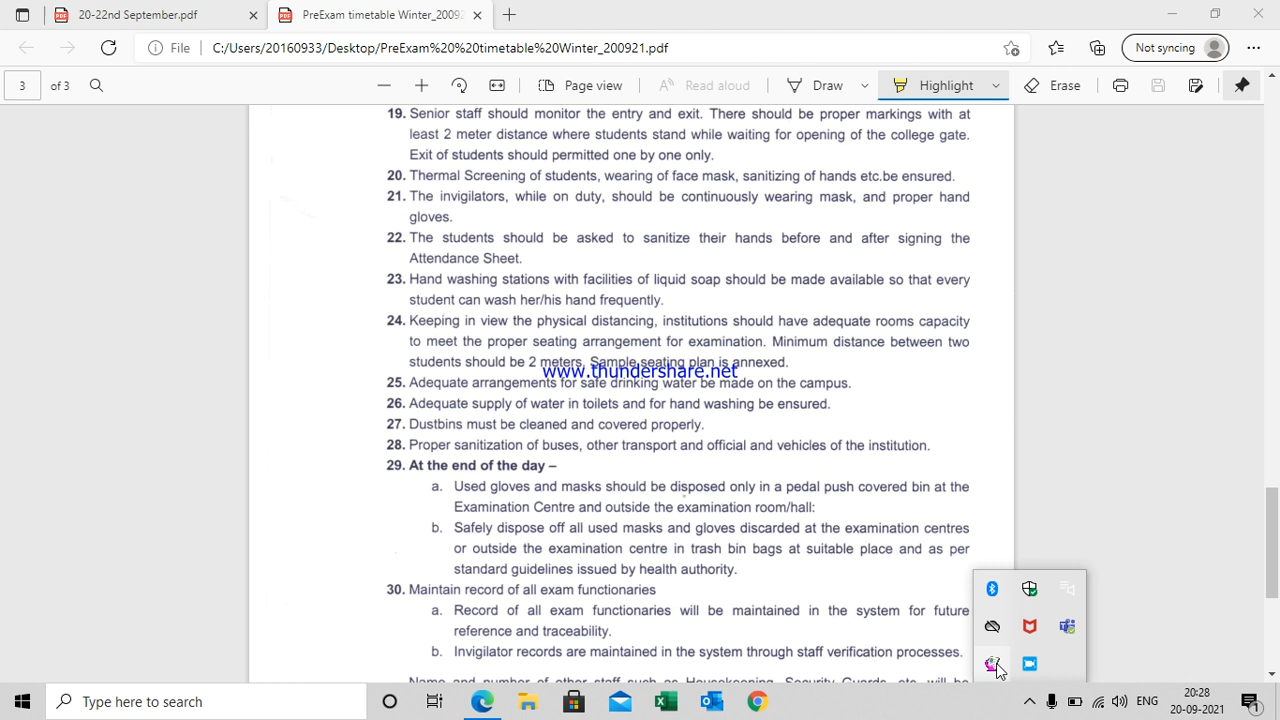 20-22nd September.pdf
PreExam timetable Winter_20092
File
C:/Users/20160933/Desktop/PreExam%20%20timetable%20Winter_200921.pdf
Not syncing
3 of 3
Page view
Read aloud
Draw
Highlight
Erase
19. Senior staff should monitor the entry and exit. There should be proper markings with at
least 2 meter distance where students stand while waiting for opening of the college gate.
Exit of students should permitted one by one only.
20. Thermal Screening of students, wearing of face mask, sanitizing of hands etc.be ensured.
21. The invigilators, while on duty, should be continuously wearing mask, and proper hand
gloves.
22. The students should be asked to sanitize their hands before and after signing the
Attendance Sheet.
23. Hand washing stations with facilities of liquid soap should be made available so that every
student can wash her/his hand frequently.
24. Keeping in view the physical distancing, institutions should have adequate rooms capacity
to meet the proper seating arrangement for examination. Minimum distance between two
students should be 2 meters. Sample seating plan is annexed.
www.thundershare.net
25. Adequate arrangements for safe drinking water be made on the campus.
26. Adequate supply of water in toilets and for hand washing be ensured.
27. Dustbins must be cleaned and covered properly.
28. Proper sanitization of buses, other transport and official and vehicles of the institution.
29. At the end of the day –
a. Used gloves and masks should be disposed only in a pedal push covered bin at the
Examination Centre and outside the examination room/hall:
b. Safely dispose off all used masks and gloves discarded at the examination centres
or outside the examination centre in trash bin bags at suitable place and as per
standard guidelines issued by health authority.
30. Maintain record of all exam functionaries
a. Record of all exam functionaries will be maintained in the system for future
reference and traceability.
b. Invigilator records are maintained in the system through staff verification processes.
Name and number of other staff such as Housekeeping, Security Guards, etc. will be
Type here to search
ENG
20:28
20-09-2021
1